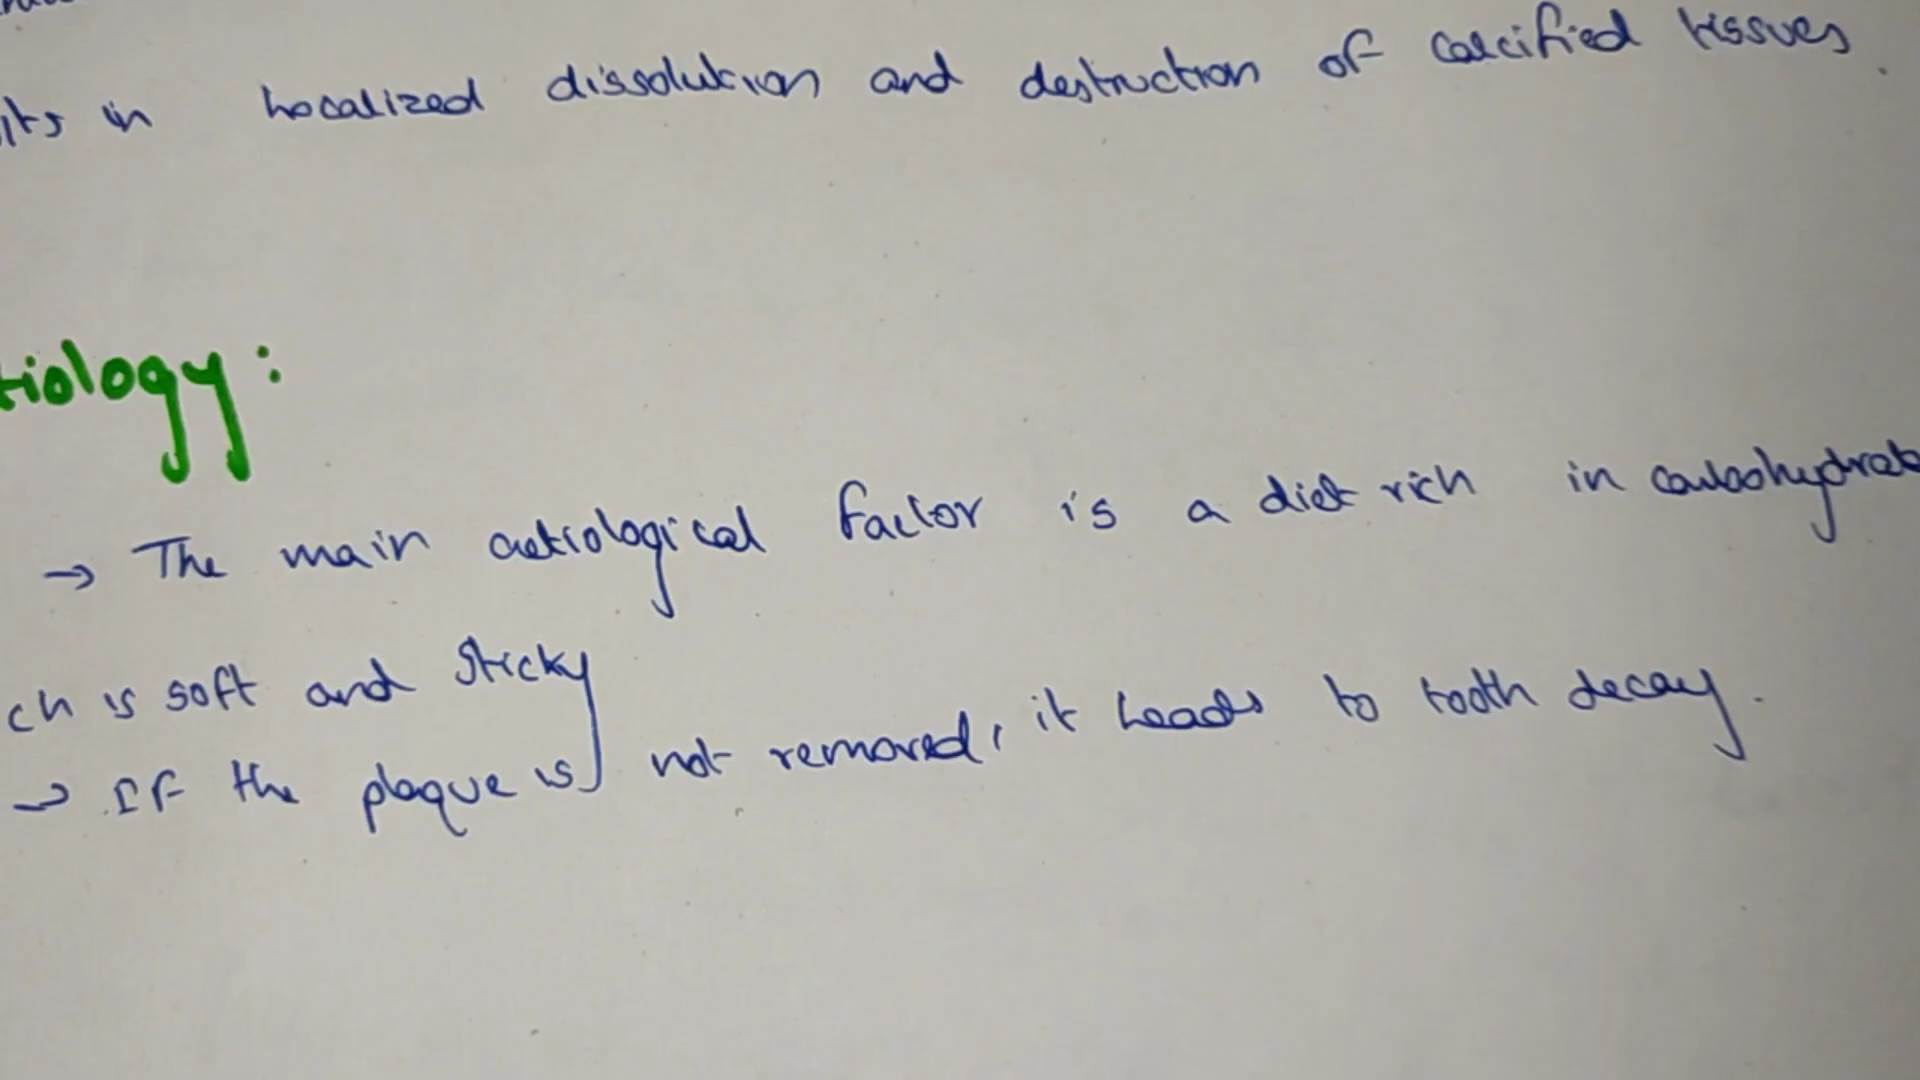 its in Localized dissolution and destruction of calcified tissues.
tiology:
→ The main aetiological factor is a diet rich in carbohydrate
ch is soft and sticky
→ If the plaque is not removed, it leads to tooth decay.